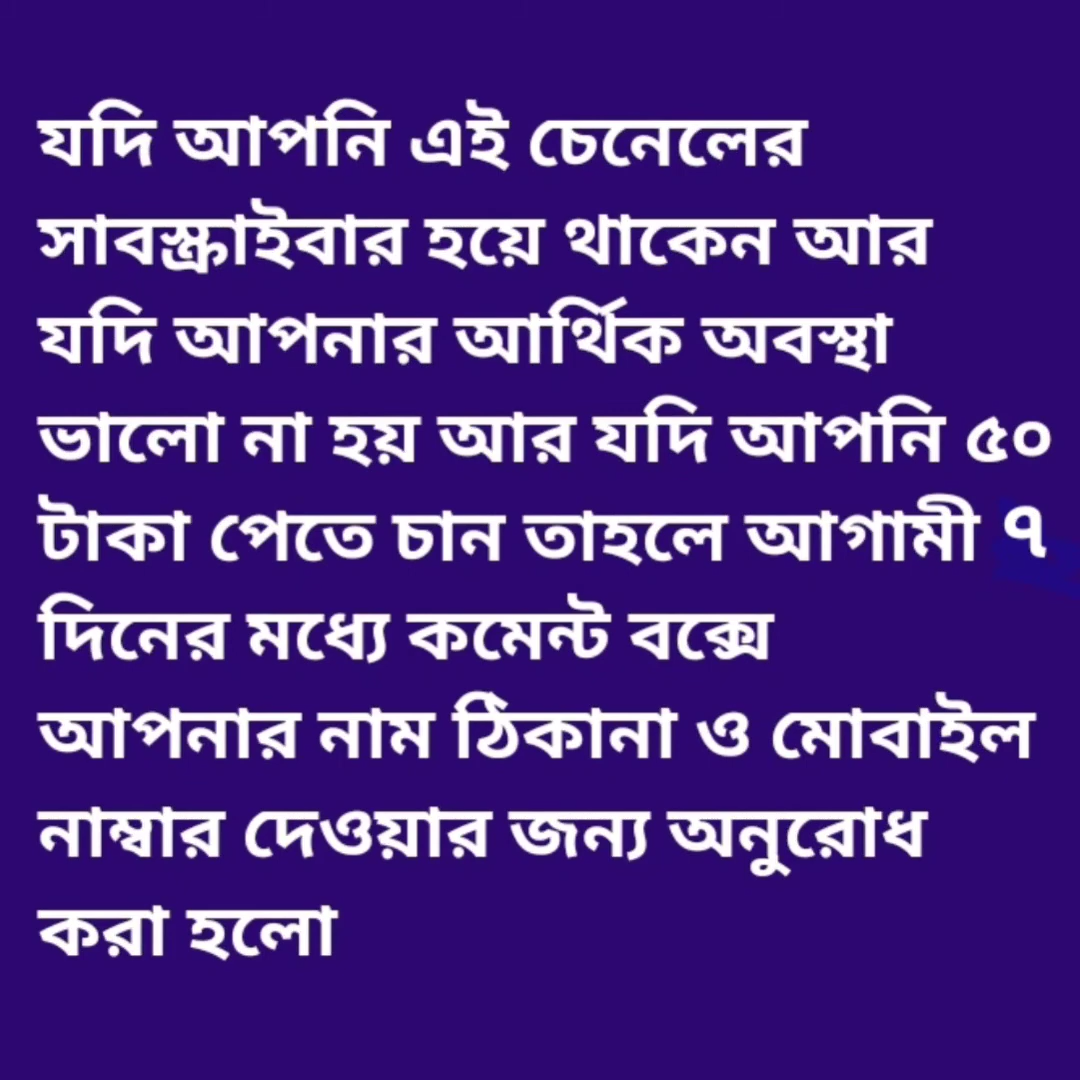 যদি আপনি এই চেনেলের
সাবস্ক্রাইবার হয়ে থাকেন আর
যদি আপনার আর্থিক অবস্থা
ভালো না হয় আর যদি আপনি ৫০
টাকা পেতে চান তাহলে আগামী ৭
দিনের মধ্যে কমেন্ট বক্সে
আপনার নাম ঠিকানা ও মোবাইল
নাম্বার দেওয়ার জন্য অনুরোধ
করা হলো